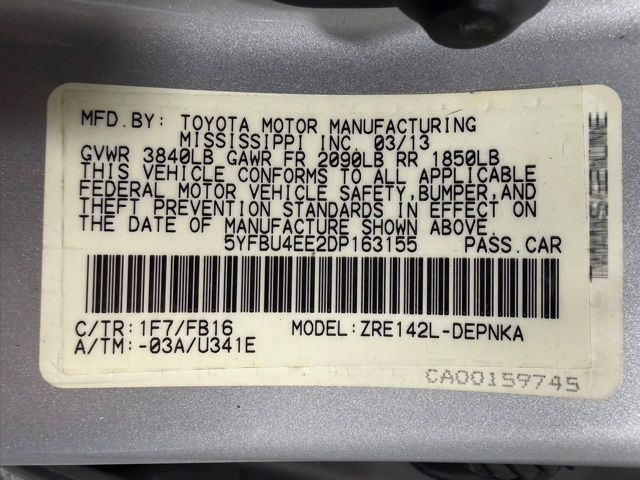 MFD.BY: TOYOTA MOTOR MANUFACTURING
MISSISSIPPI INC. 03/13
GVWR 3840LB GAWR FR 2090LB RR 1850LB
THIS VEHICLE CONFORMS TO ALL APPLICABLE
FEDERAL MOTOR VEHICLE SAFETY,BUMPER,AND
THEFT PREVENTION STANDARDS IN EFFECT ON
THE DATE OF MANUFACTURE SHOWN ABOVE.
5YFBU4EE2DP163155 PASS.CAR
C/TR:1F7/FB16 MODEL:ZRE142L-DEPNKA
A/TM:-03A/U341E
CA00159745